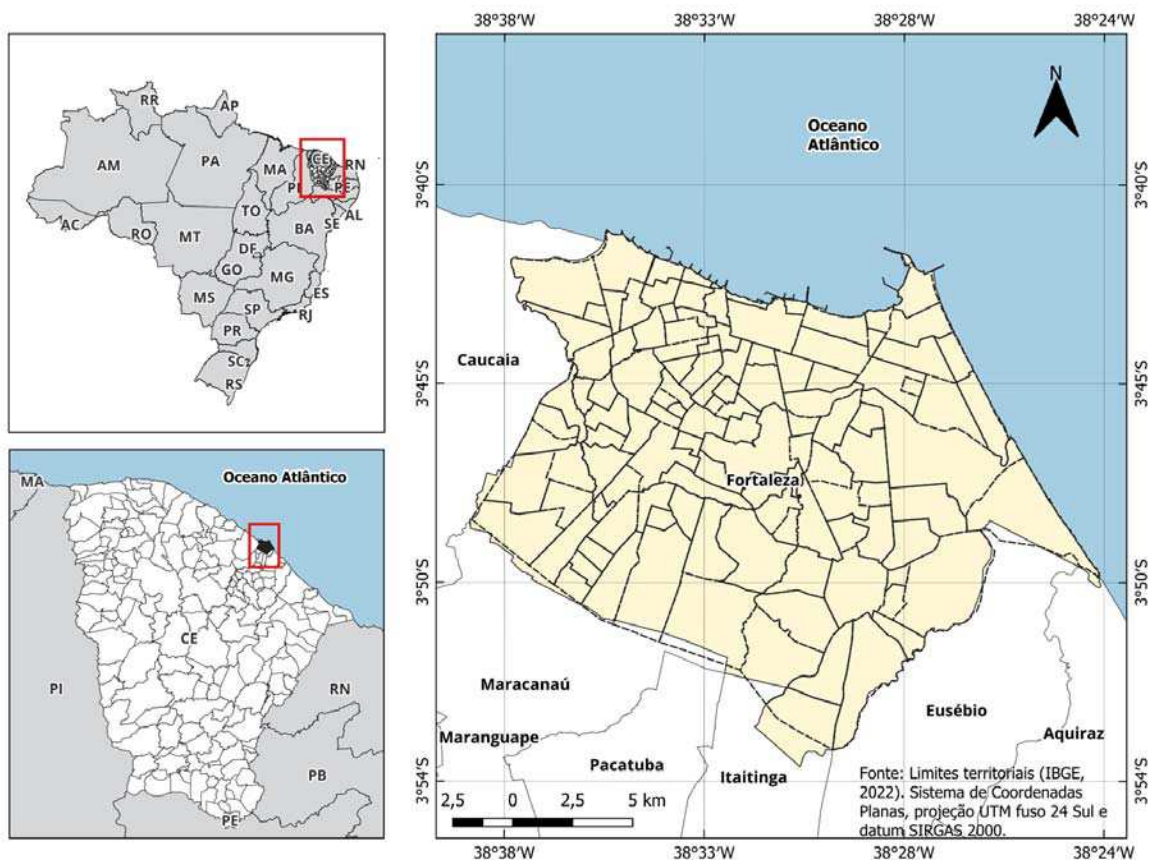 RR
AP
AM
PA
MA
CE
RN
PI
PE
AC
RO
TO
AL
SE
MT
BA
DF
GO
MG
MS
ES
SP
RJ
PR
SC
RS
Oceano Atlântico
MA
CE
PI
RN
PB
PE
38°38'W
38°33'W
38°28'W
38°24'W
N
Oceano
Atlântico
3°40'S
3°40'S
Caucaia
3°45'S
3°45'S
Fortaleza
3°50'S
3°50'S
Maracanaú
Eusébio
Maranguape
Aquiraz
Pacatuba
Itaitinga
3°54'S
3°54'S
Fonte: Limites territoriais (IBGE,
2022). Sistema de Coordenadas
Planas, projeção UTM fuso 24 Sul e
datum SIRGAS 2000.
2,5 0 2,5 5 km
38°38'W
38°33'W
38°28'W
38°24'W